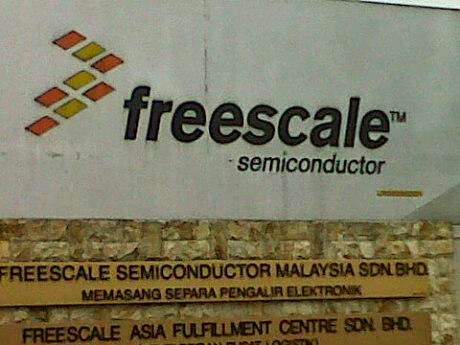 freescale™
semiconductor
FREESCALE SEMICONDUCTOR MALAYSIA SDN.BHD.
MEMASANG SEPARA PENGALIR ELEKTRONIK
FREESCALE ASIA FULFILLMENT CENTRE SDN. BHD.